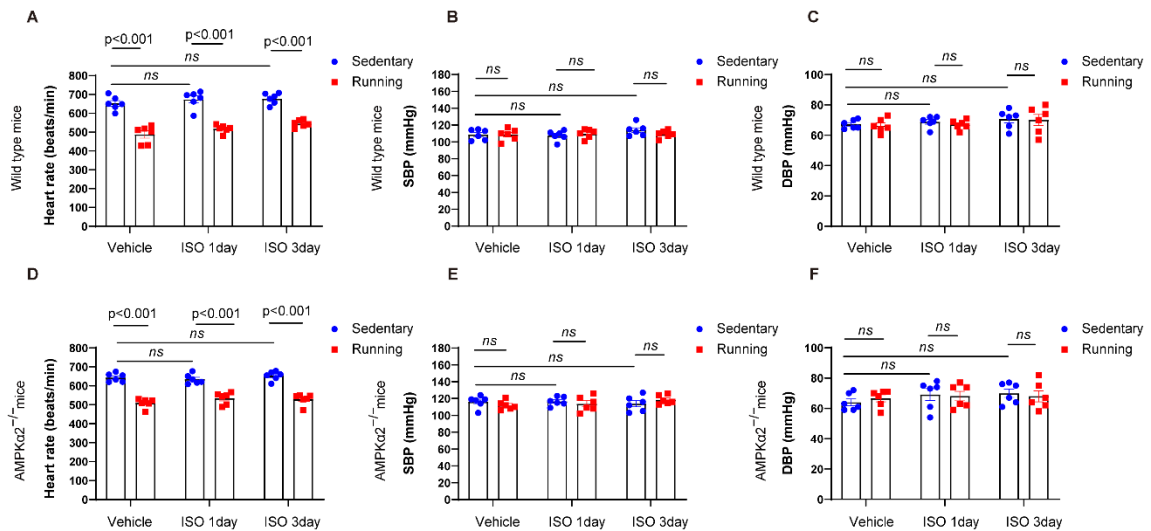 A
p<0.001 p<0.001 p<0.001
ns
ns
Sedentary
Running
Wild type mice
Heart rate (beats/min)
800
700
600
500
400
300
200
100
0
Vehicle ISO 1day ISO 3day
B
ns ns ns
ns
ns
Sedentary
Running
Wild type mice
SBP (mmHg)
180
160
140
120
100
80
60
40
20
0
Vehicle ISO 1day ISO 3day
C
ns ns ns
ns
ns
Sedentary
Running
Wild type mice
DBP (mmHg)
80
60
40
20
0
Vehicle ISO 1day ISO 3day
D
p<0.001 p<0.001 p<0.001
ns
ns
Sedentary
Running
AMPKα2−/− mice
Heart rate (beats/min)
800
700
600
500
400
300
200
100
0
Vehicle ISO 1day ISO 3day
E
ns ns ns
ns
ns
Sedentary
Running
AMPKα2−/− mice
SBP (mmHg)
180
160
140
120
100
80
60
40
20
0
Vehicle ISO 1day ISO 3day
F
ns ns ns
ns
ns
Sedentary
Running
AMPKα2−/− mice
DBP (mmHg)
100
80
60
40
20
0
Vehicle ISO 1day ISO 3day